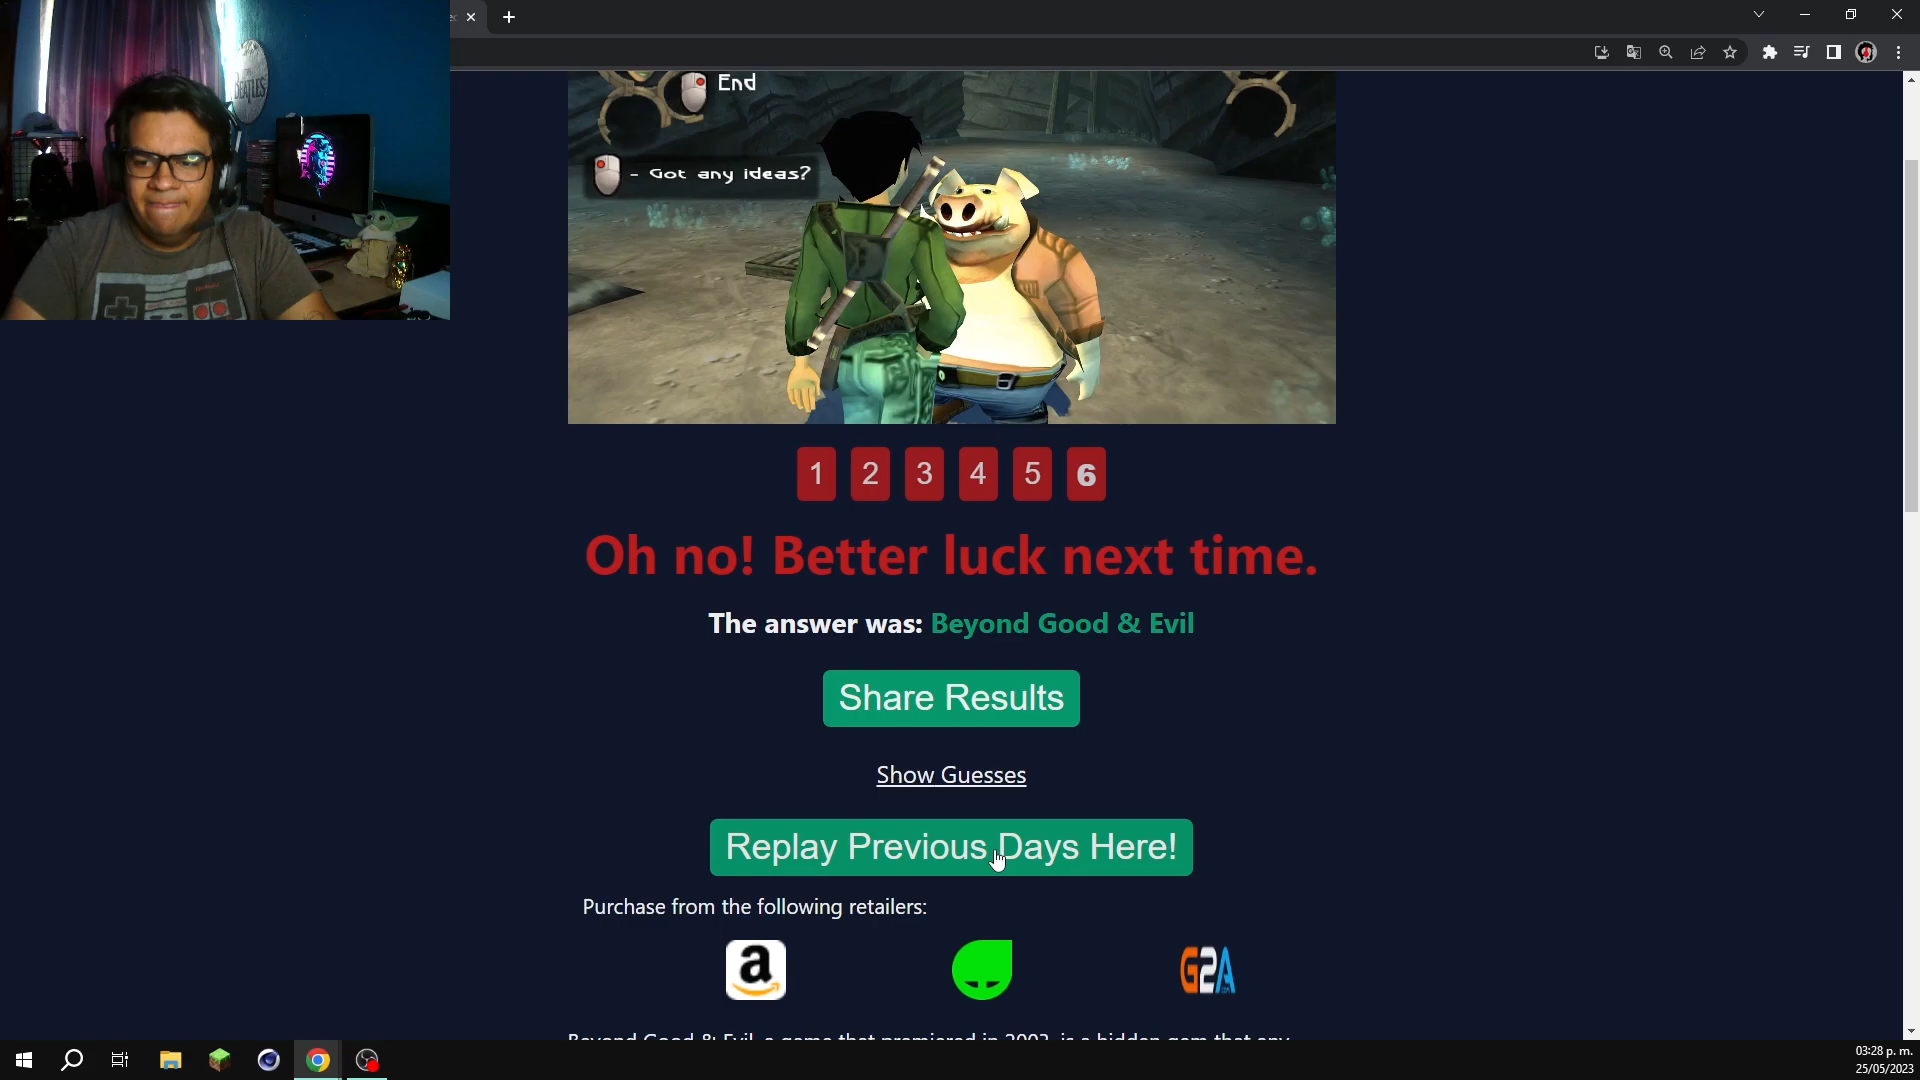 BEATLES
End
- Got any ideas?
1 2 3 4 5 6
Oh no! Better luck next time.
The answer was: Beyond Good & Evil
Share Results
Show Guesses
Replay Previous Days Here!
Purchase from the following retailers:
a
G2A
03:28 p. m.
25/05/2023